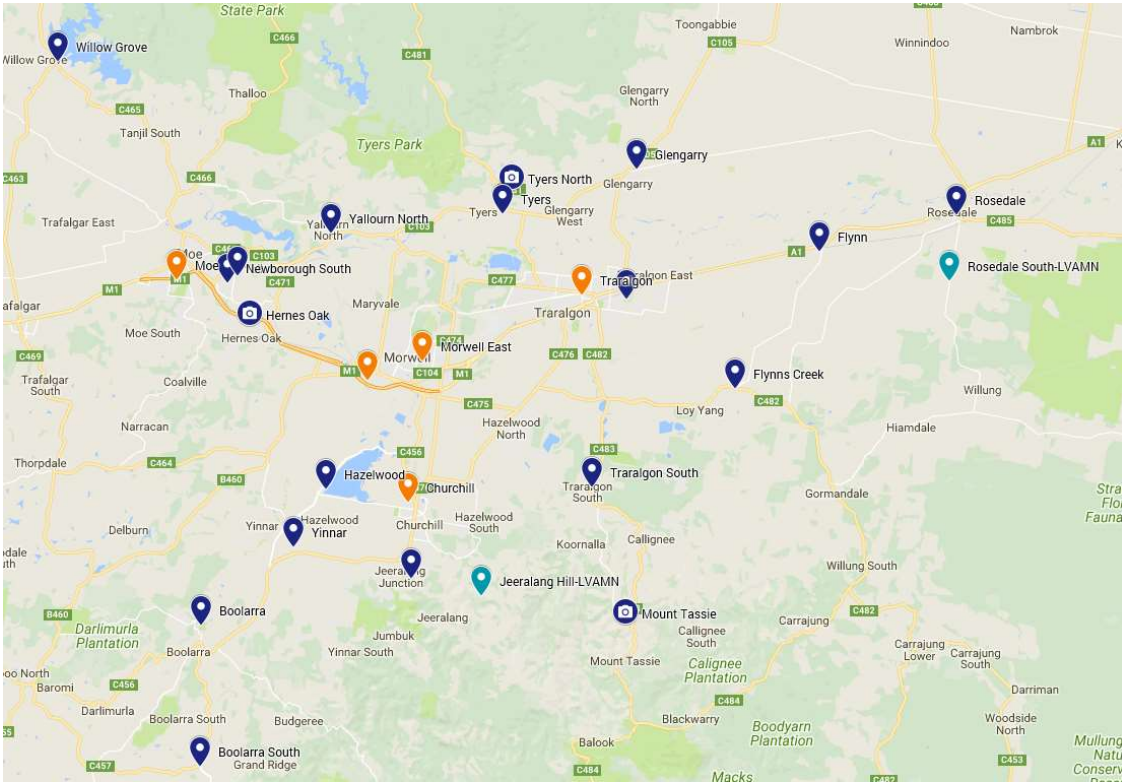 State Park
C466
Toongabbie
Nambrok
Willow Grove
Willow Grove
C481
C105
Winnindoo
Thalloo
Glengarry
North
C465
Tanjil South
Tyers Park
A1
Glengarry
C463
C466
Tyers North
Glengarry
Tyers
Tyers
Glengarry
West
Rosedale
Rosedale
C485
Trafalgar East
Yallourn North
Yallourn
North
C103
Flynn
A1
Moe
C103
Newborough South
C471
M1
M1
C477
Traralgon East
Traralgon
Rosedale South-LVAMN
Maryvale
Hernes Oak
Hernes Oak
Traralgon
Moe South
C474
Morwell East
Morwell
C469
M1
C104
M1
C476
C482
Trafalgar
South
Coalville
Flynns Creek
C482
Willung
C475
Loy Yang
Narracan
Hazelwood
North
Hiamdale
C456
C483
Thorpdale
C464
B460
Hazelwood
Traralgon South
Traralgon
South
Churchill
Gormandale
Delburn
Yinnar
Hazelwood
Yinnar
Churchill
Hazelwood
South
Koornalla
Callignee
Jeeralang
Junction
Willung South
Jeeralang Hill-LVAMN
B460
Boolarra
Jeeralang
Mount Tassie
C482
Carrajung
Darlimurla
Plantation
Jumbuk
Callignee
South
Boolarra
Yinnar South
Mount Tassie
Carrajung
Lower
Carrajung
South
Calignee
Plantation
Baromi
C456
Darriman
C484
Darlimurla
Boolarra South
Budgeree
Blackwarry
Boodyarn
Plantation
Woodside
North
Balook
Boolarra South
Grand Ridge
C457
C484
C453
C482
Macks